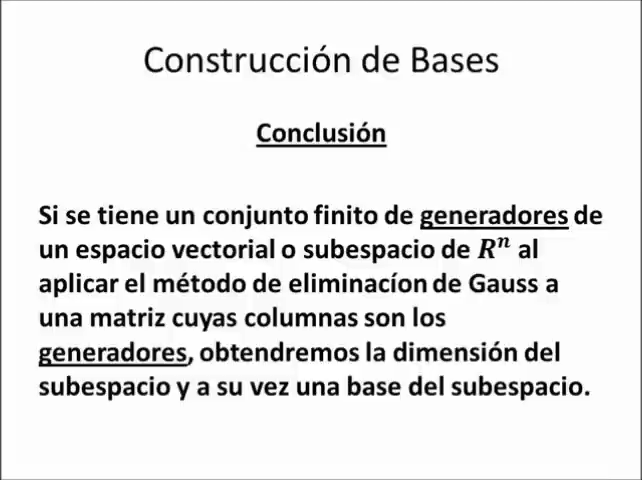 Construcción de Bases
Conclusión
Si se tiene un conjunto finito de generadores de
un espacio vectorial o subespacio de Rⁿ al
aplicar el método de eliminacíon de Gauss a
una matriz cuyas columnas son los
generadores, obtendremos la dimensión del
subespacio y a su vez una base del subespacio.